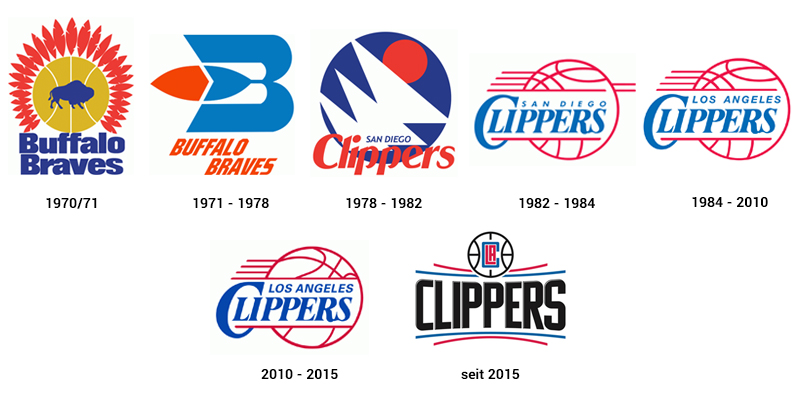 Buffalo
Braves
1970/71
BUFFALO
BRAVES
1971 - 1978
SAN DIEGO
Clippers
1978 - 1982
SAN DIEGO
CLIPPERS
1982 - 1984
LOS ANGELES
CLIPPERS
1984 - 2010
LOS ANGELES
CLIPPERS
2010 - 2015
LA
CLIPPERS
seit 2015